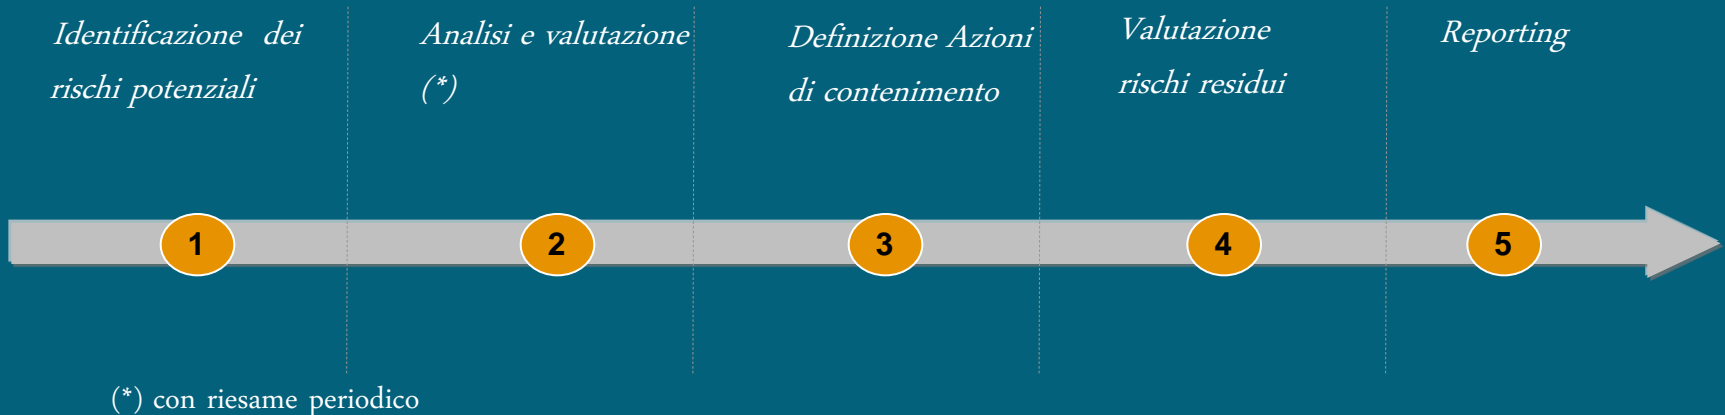 Identificazione dei
rischi potenziali
Analisi e valutazione
(*)
Definizione Azioni
di contenimento
Valutazione
rischi residui
Reporting
1
2
3
4
5
(*) con riesame periodico